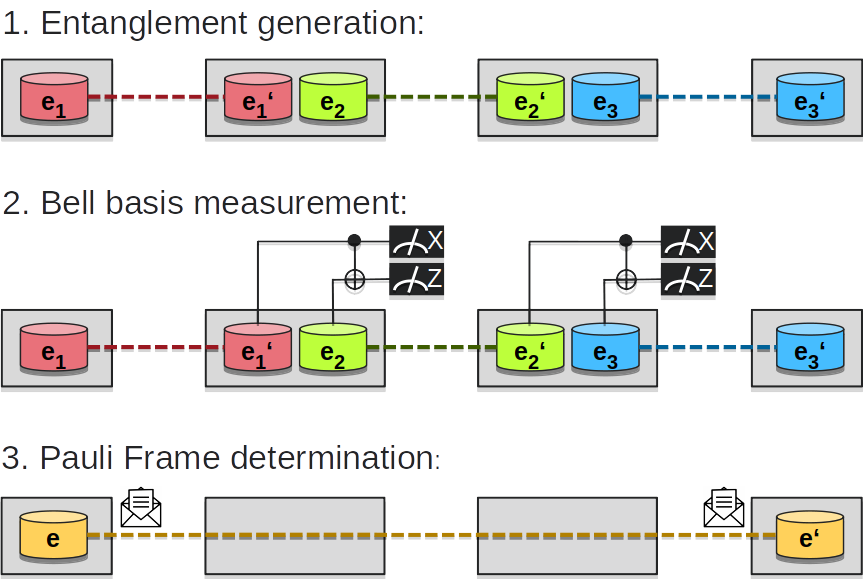 1. Entanglement generation:
e1 e1‘ e2 e2‘ e3 e3‘
2. Bell basis measurement:
X X
Z Z
e1 e1‘ e2 e2‘ e3 e3‘
3. Pauli Frame determination:
e e‘